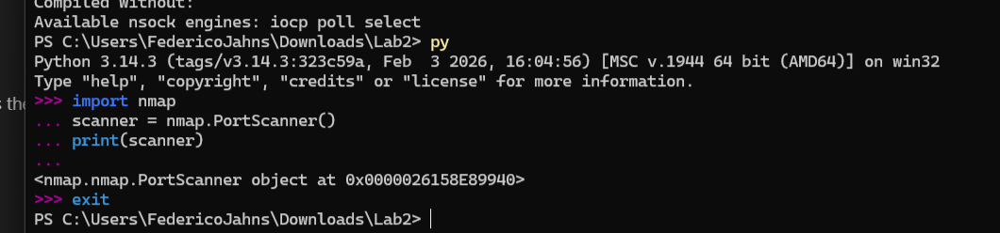 Compiled without:
Available nsock engines: iocp poll select
PS C:\Users\FedericoJahns\Downloads\Lab2> py
Python 3.14.3 (tags/v3.14.3:323c59a, Feb  3 2026, 16:04:56) [MSC v.1944 64 bit (AMD64)] on win32
Type "help", "copyright", "credits" or "license" for more information.
>>> import nmap
... scanner = nmap.PortScanner()
... print(scanner)
...
<nmap.nmap.PortScanner object at 0x0000026158E89940>
>>> exit
PS C:\Users\FedericoJahns\Downloads\Lab2>